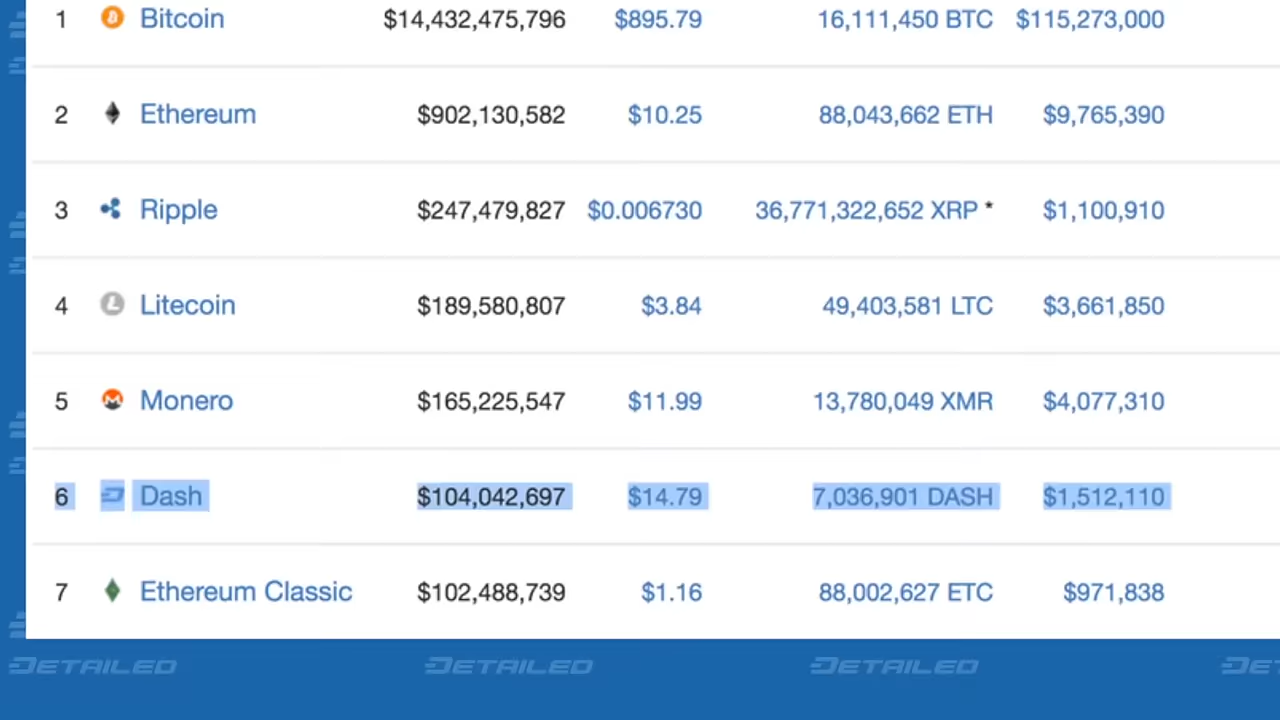 1 Bitcoin $14,432,475,796 $895.79 16,111,450 BTC $115,273,000
2 Ethereum $902,130,582 $10.25 88,043,662 ETH $9,765,390
3 Ripple $247,479,827 $0.006730 36,771,322,652 XRP * $1,100,910
4 Litecoin $189,580,807 $3.84 49,403,581 LTC $3,661,850
5 Monero $165,225,547 $11.99 13,780,049 XMR $4,077,310
6 Dash $104,042,697 $14.79 7,036,901 DASH $1,512,110
7 Ethereum Classic $102,488,739 $1.16 88,002,627 ETC $971,838
DETAILED DETAILED DETAILED DET